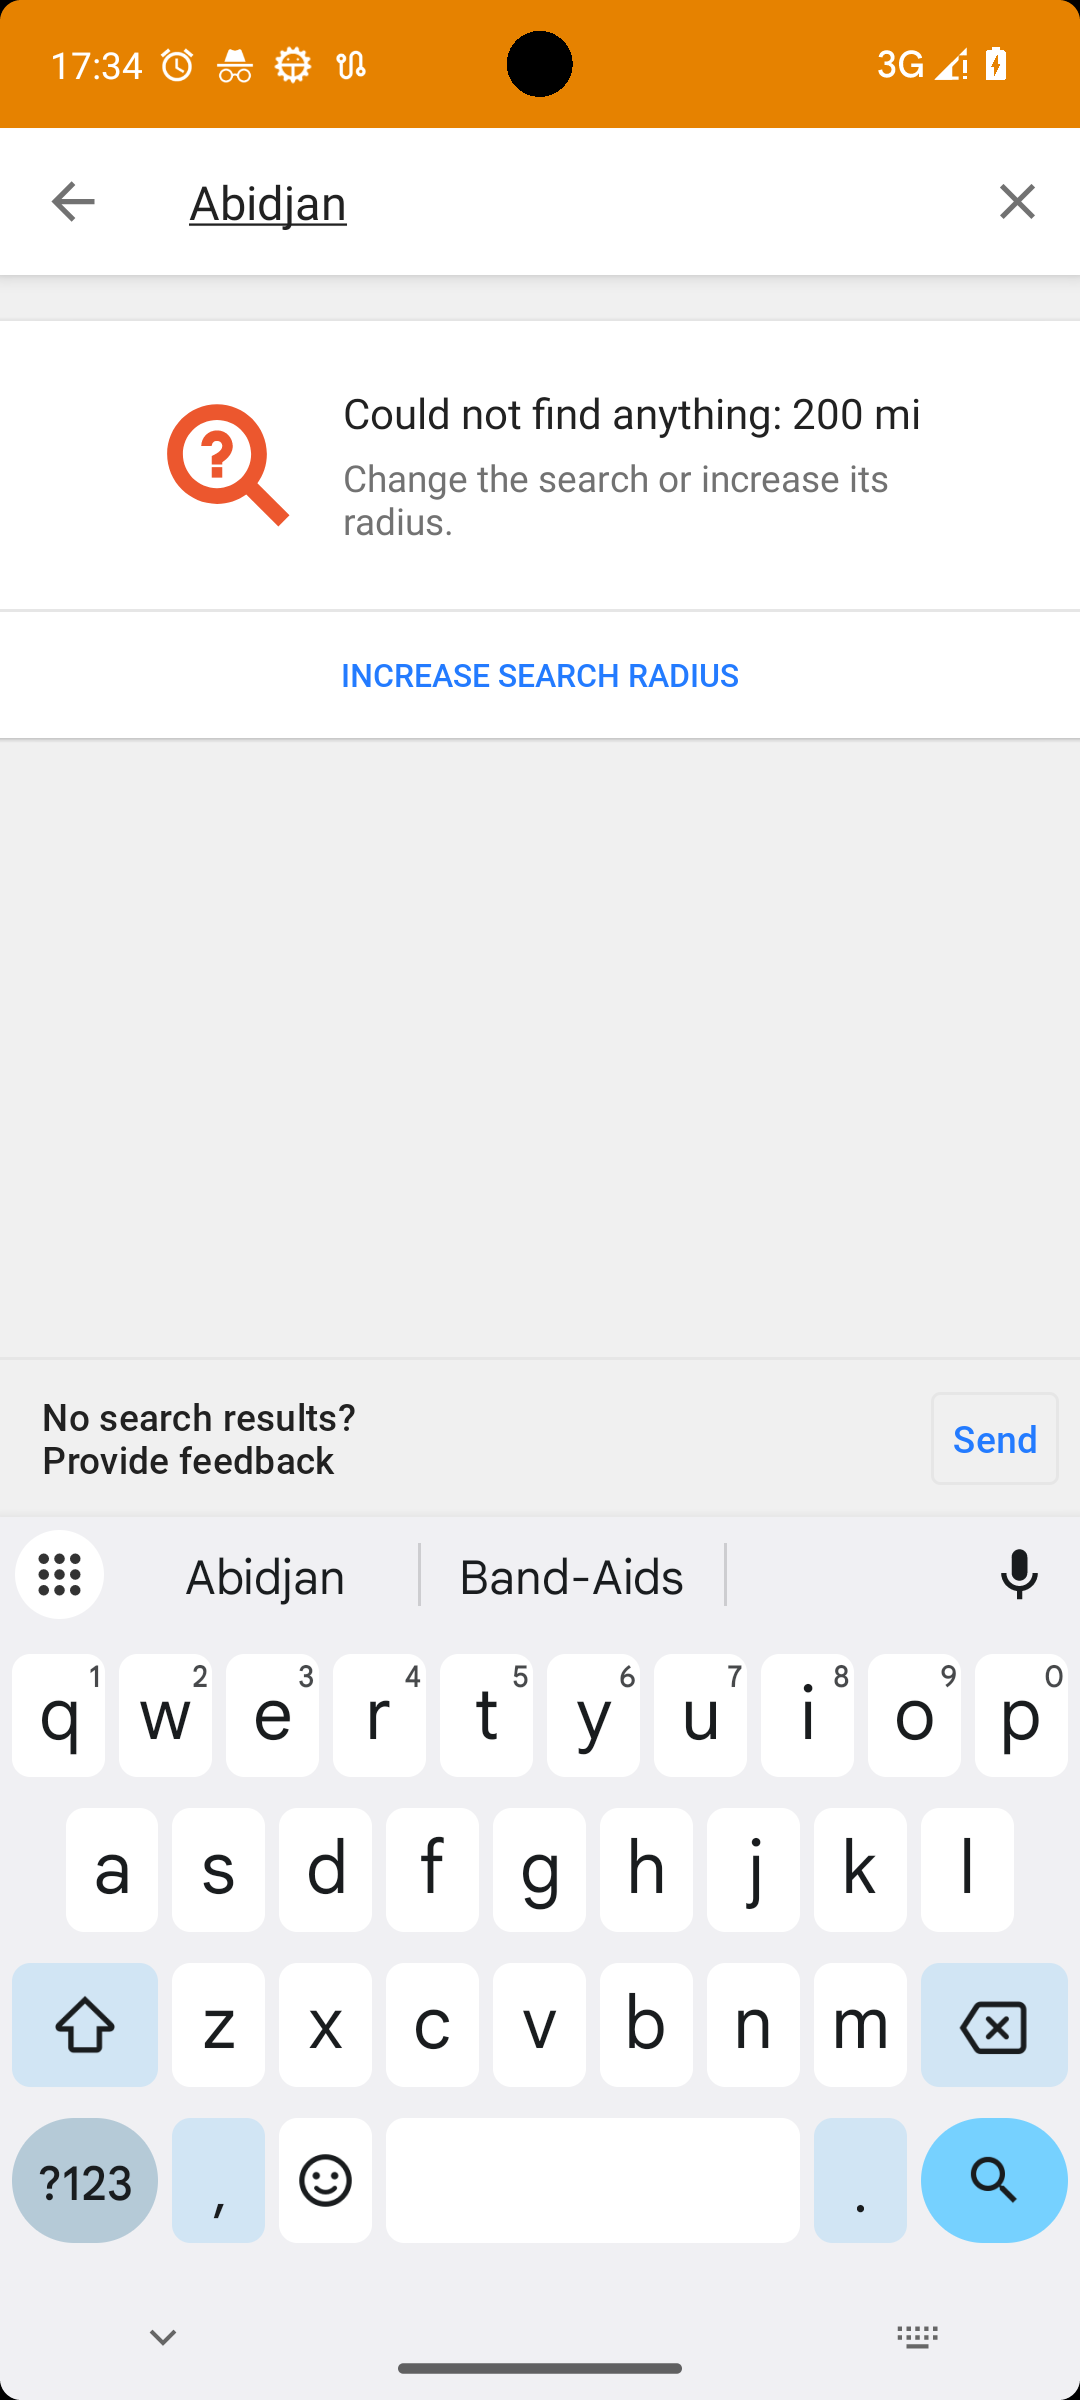 17:34
3G
Abidjan
Could not find anything: 200 mi
Change the search or increase its
radius.
INCREASE SEARCH RADIUS
No search results?
Provide feedback
Send
Abidjan
Band-Aids
q 1 w 2 e 3 r 4 t 5 y 6 u 7 i 8 o 9 p 0
a s d f g h j k l
z x c v b n m
?123 , .